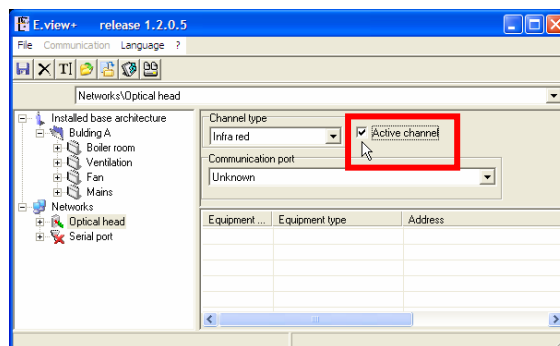 E.view+ release 1.2.0.5
File Communication Language ?
Networks\Optical head
Installed base architecture
Bulding A
Boiler room
Ventilation
Fan
Mains
Networks
Optical head
Serial port
Channel type
Infra red
Active channel
Communication port
Unknown
Equipment ... Equipment type Address